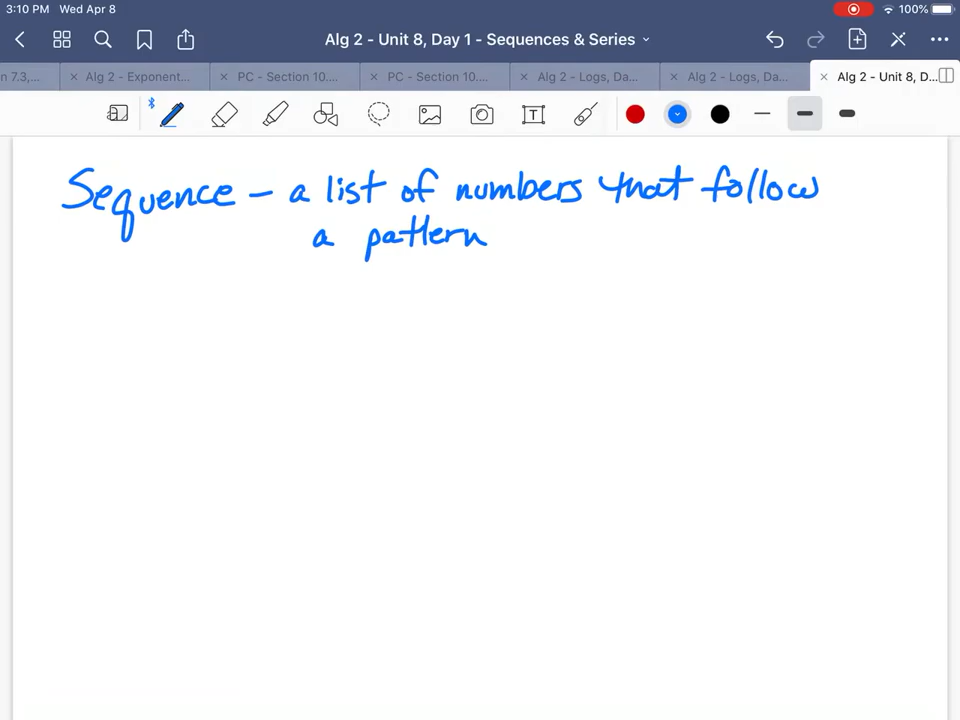 3:10 PM Wed Apr 8
100%
Alg 2 - Unit 8, Day 1 - Sequences & Series
n 7.3,...
Alg 2 - Exponent...
PC - Section 10....
PC - Section 10....
Alg 2 - Logs, Da...
Alg 2 - Logs, Da...
Alg 2 - Unit 8, D...
T
Sequence – a list of numbers that follow
a pattern